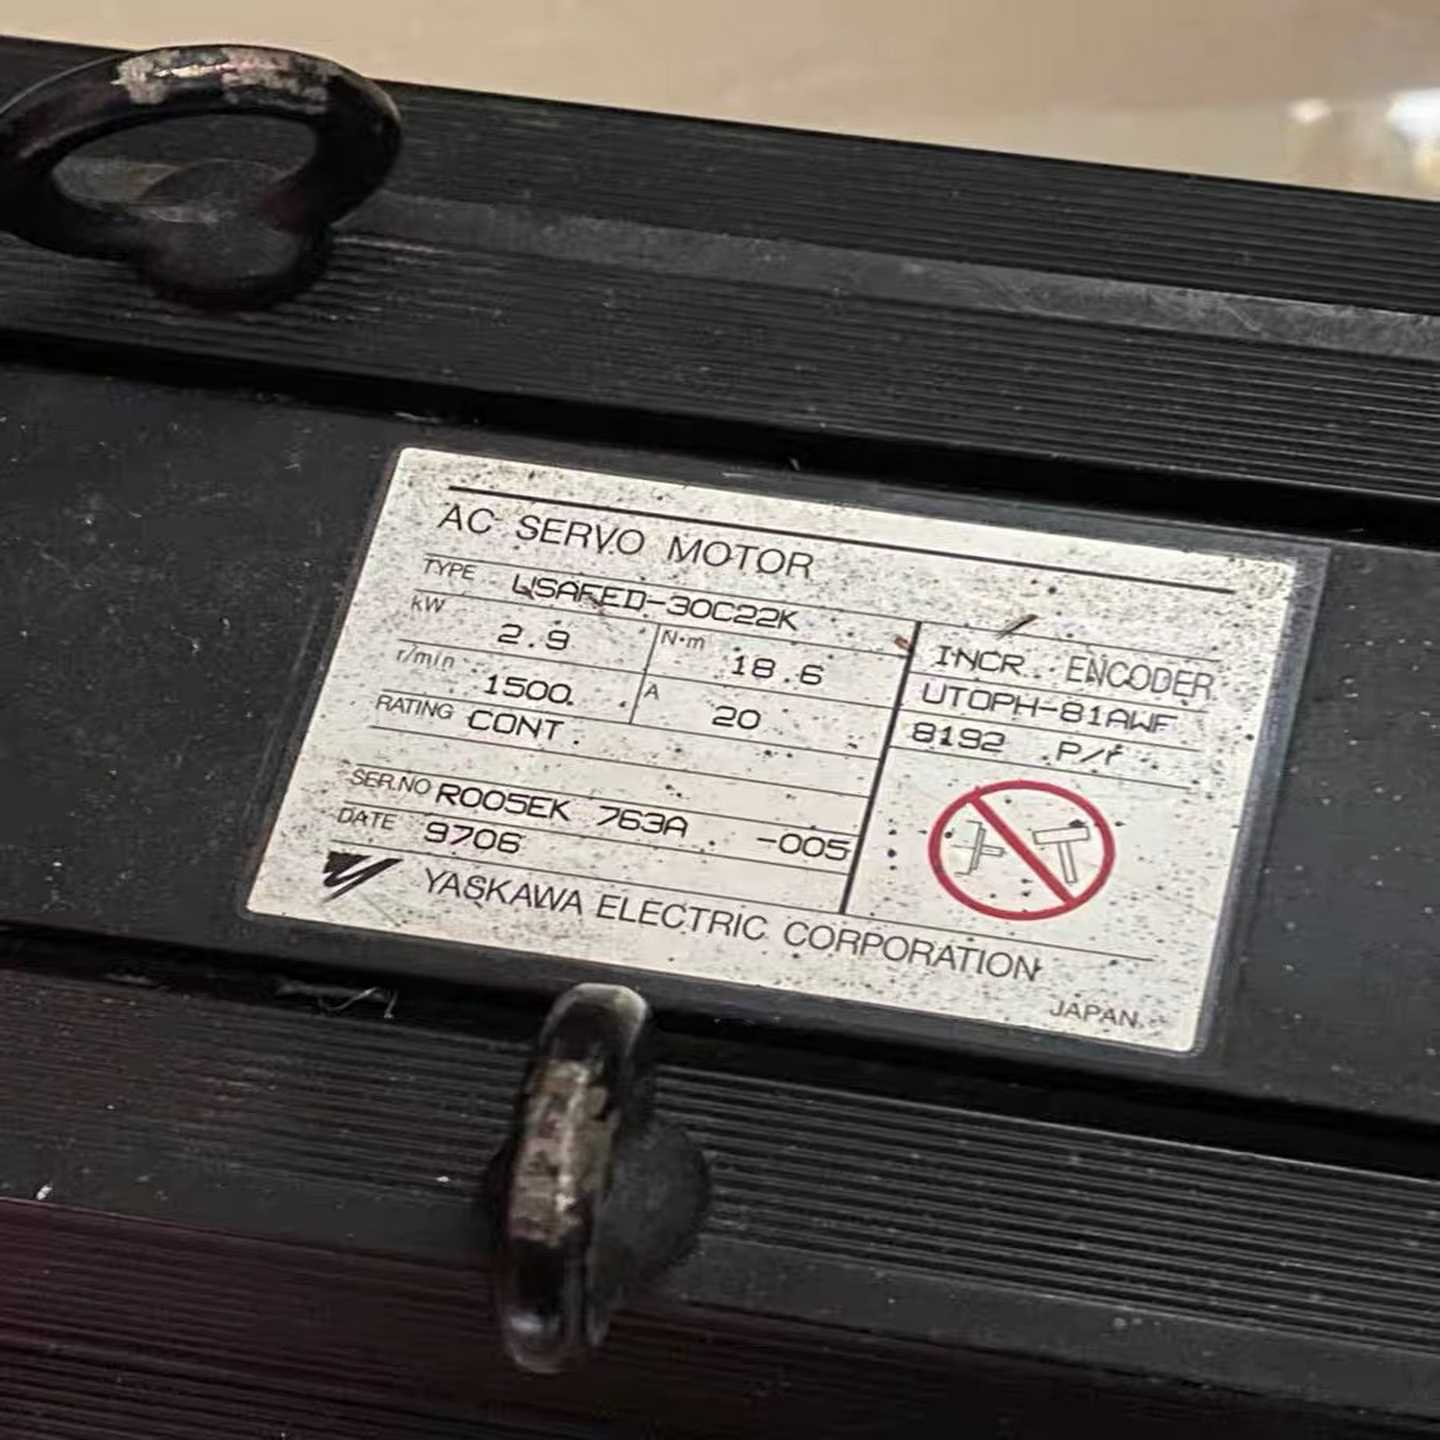 AC SERVO MOTOR
TYPE USAFED-30C22K
kW 2.9 N·m 18.6
r/min 1500 A 20
RATING CONT.
SER.NO R005EK 763A -005
DATE 9706
YASKAWA ELECTRIC CORPORATION
JAPAN
INCR. ENCODER
UTOPH-81AWF
8192 P/r